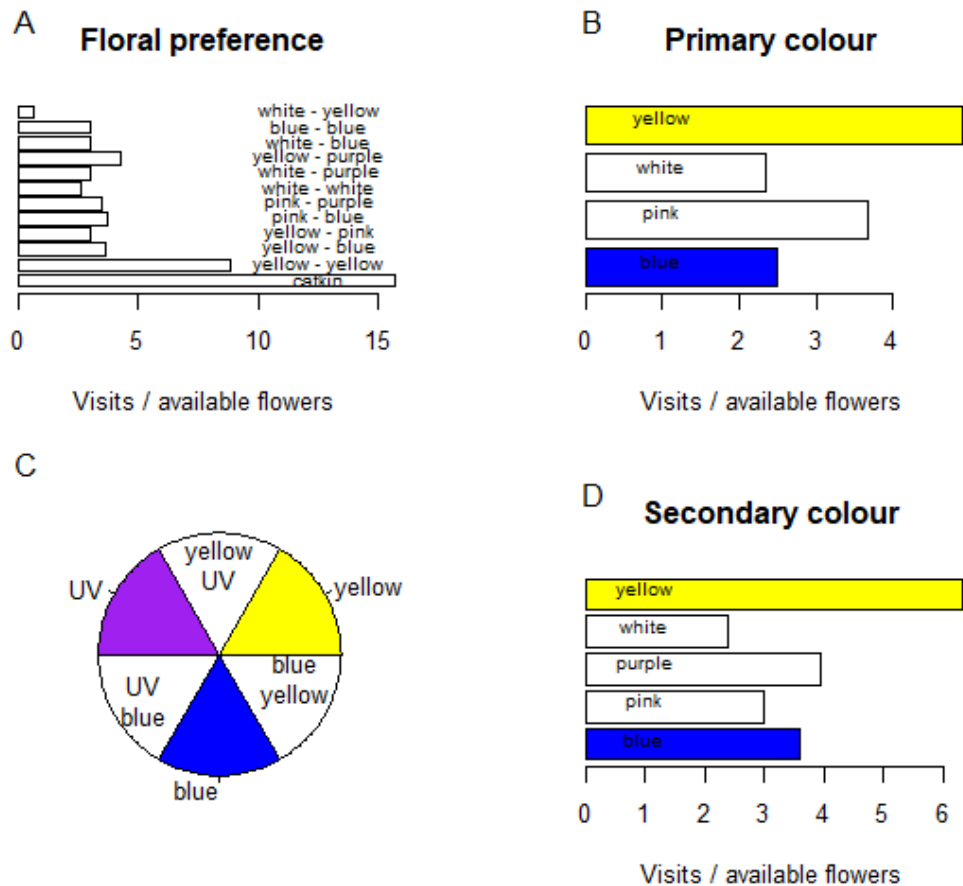 A
Floral preference
white - yellow
blue - blue
white - blue
yellow - purple
white - purple
white - white
pink - purple
pink - blue
yellow - pink
yellow - blue
yellow - yellow
catkin
0 5 10 15
Visits / available flowers
B
Primary colour
yellow
white
pink
blue
0 1 2 3 4
Visits / available flowers
C
yellow
UV
UV
yellow
blue
yellow
UV
blue
blue
D
Secondary colour
yellow
white
purple
pink
blue
0 1 2 3 4 5 6
Visits / available flowers